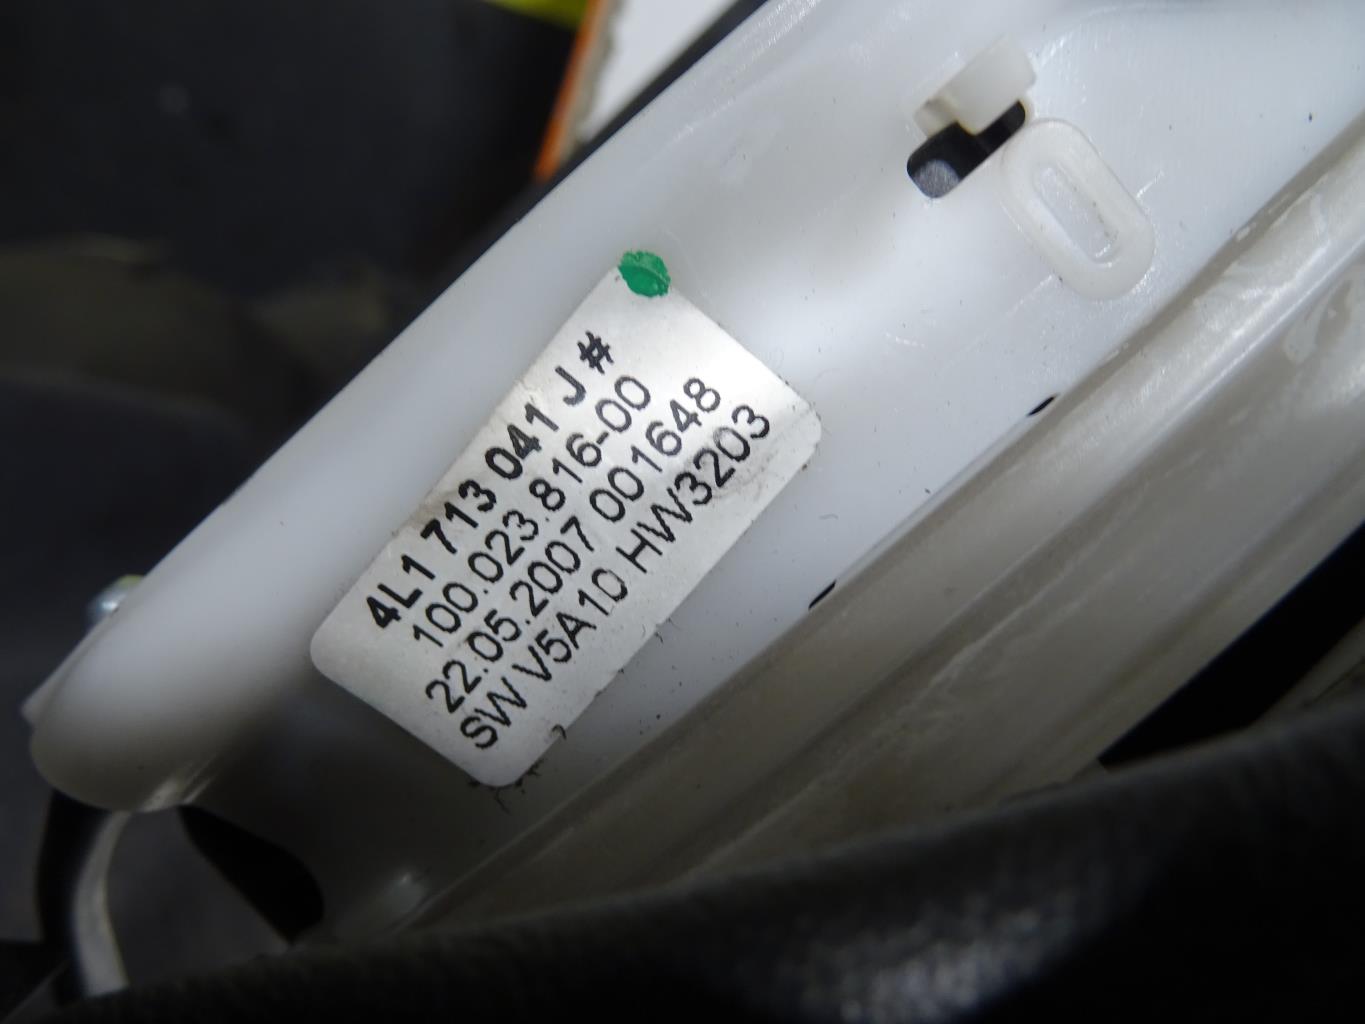 4L1 713 041 J #
100.023.816-00
22.05.2007 001648
SW V5A10 HW3203